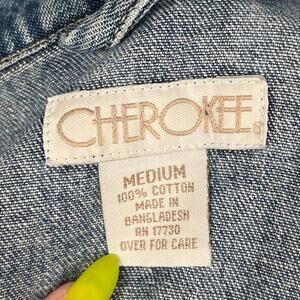 CHEROKEE
MEDIUM
100% COTTON
MADE IN
BANGLADESH
RN 17730
OVER FOR CARE